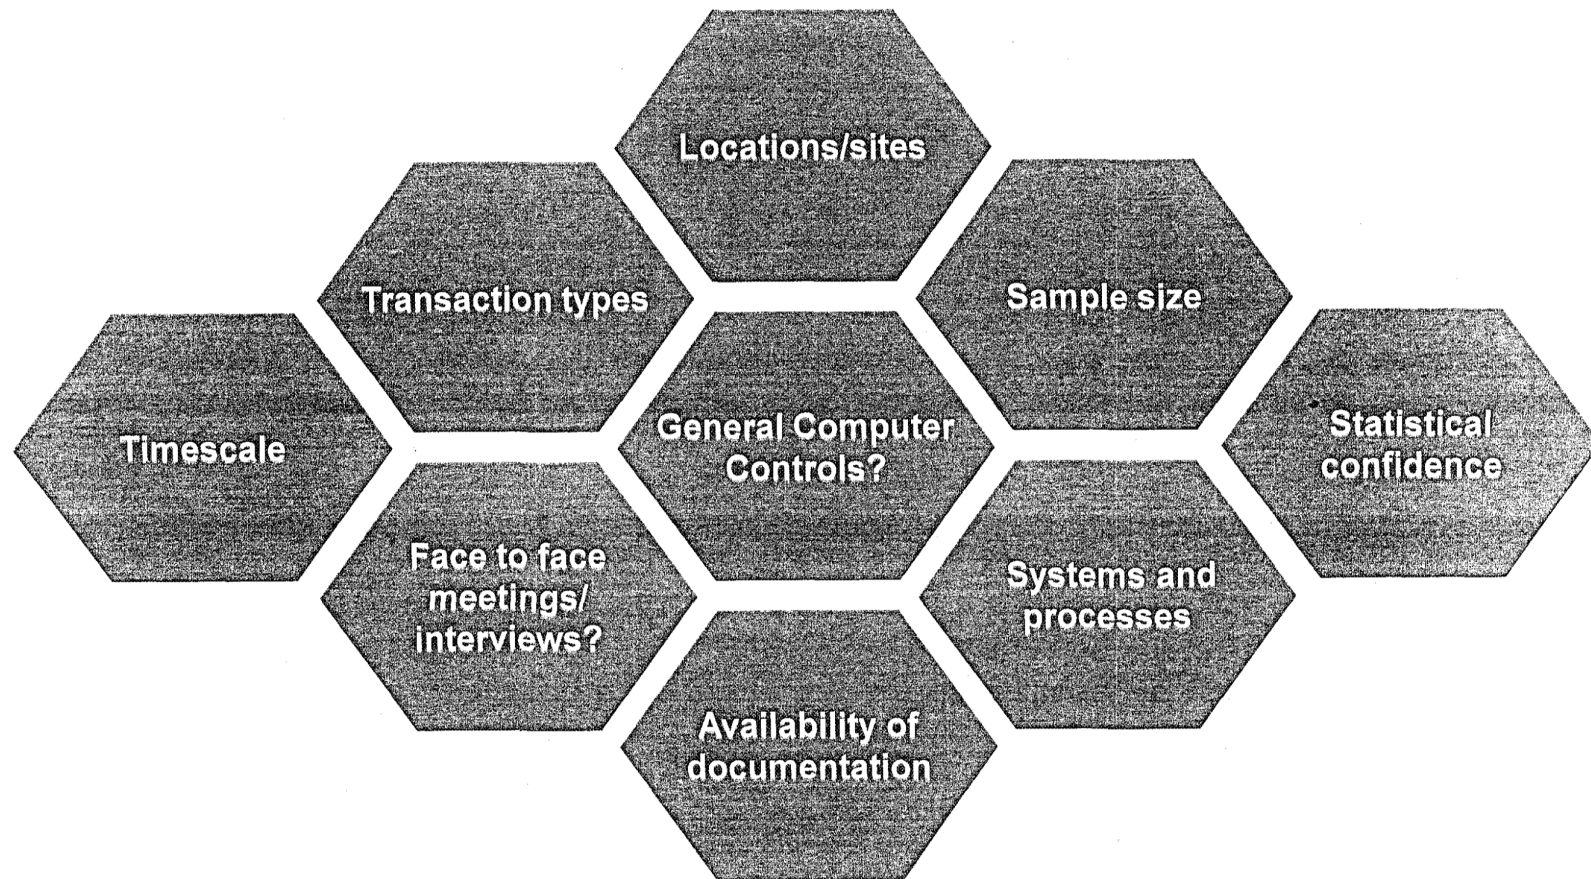 Locations/sites
Transaction types
Sample size
Timescale
General Computer
Controls?
Statistical
confidence
Face to face
meetings/
interviews?
Systems and
processes
Availability of
documentation